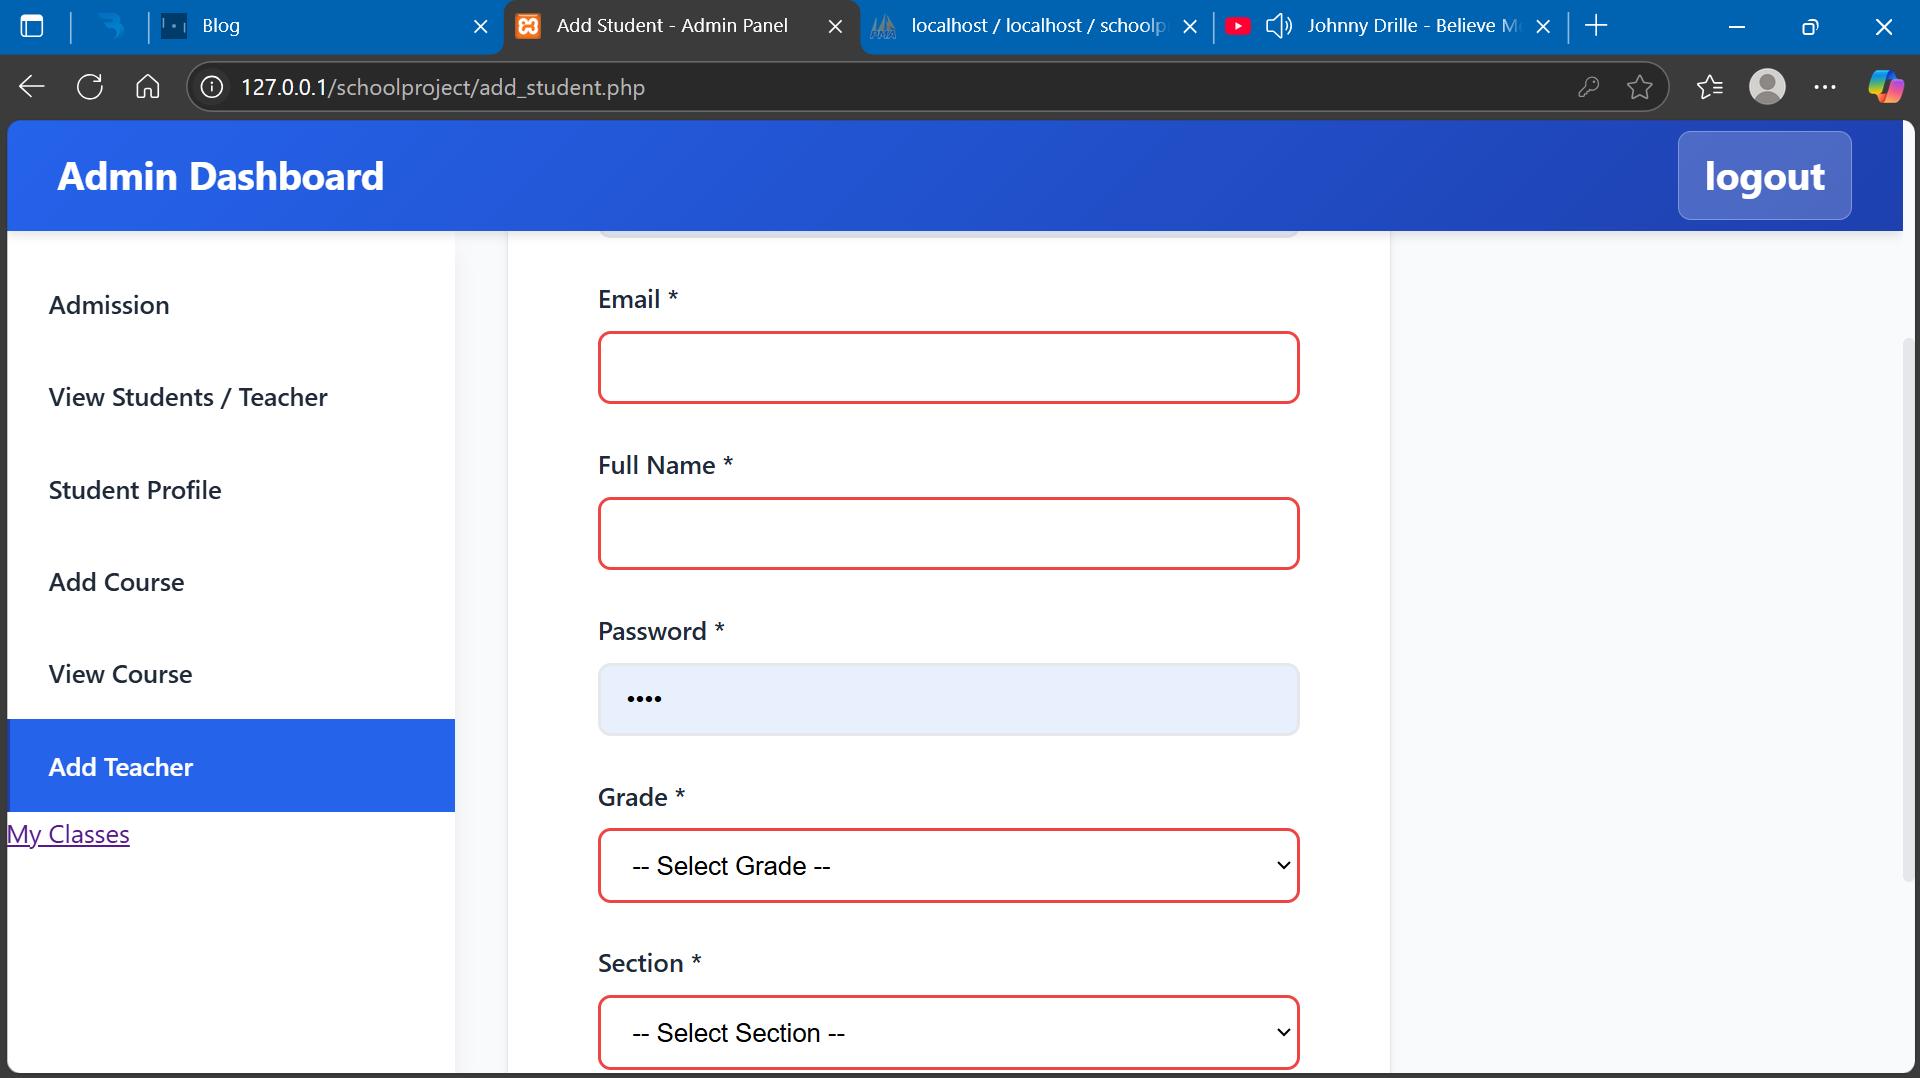 Blog
Add Student - Admin Panel
localhost / localhost / schoolp
Johnny Drille - Believe M
127.0.0.1/schoolproject/add_student.php
Admin Dashboard
logout
Admission
View Students / Teacher
Student Profile
Add Course
View Course
Add Teacher
My Classes
Email *
Full Name *
Password *
••••
Grade *
-- Select Grade --
Section *
-- Select Section --